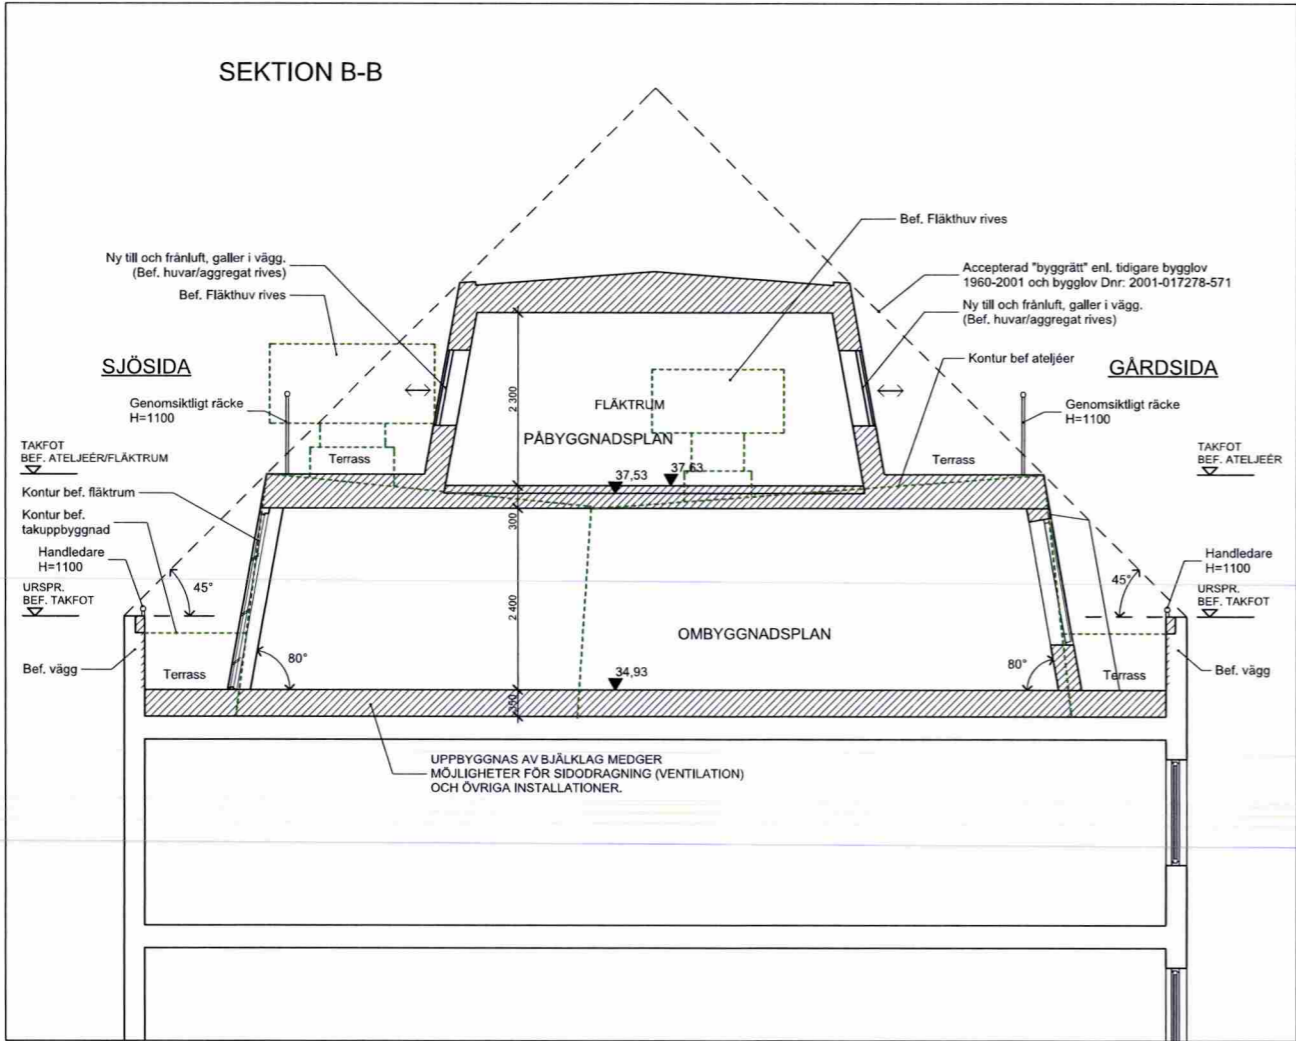 SEKTION B-B
Bef. Fläkthuv rives
Ny till och frånluft, galler i vägg.
(Bef. huvar/aggregat rives)
Bef. Fläkthuv rives
Accepterad "byggrätt" enl. tidigare bygglov
1960-2001 och bygglov Dnr: 2001-017278-571
Ny till och frånluft, galler i vägg.
(Bef. huvar/aggregat rives)
SJÖSIDA
Kontur bef ateljéer
GÅRDSIDA
Genomsiktligt räcke
H=1100
2 300
FLÄKTRUM
PÅBYGGNADSPLAN
Genomsiktligt räcke
H=1100
TAKFOT
BEF. ATELJEÉR/FLÄKTRUM
Terrass
37,53
37,63
Terrass
TAKFOT
BEF. ATELJEÉR
Kontur bef. fläktrum
Kontur bef.
takuppbyggnad
300
Handledare
H=1100
45°
45°
Handledare
H=1100
URSPR.
BEF. TAKFOT
2 400
URSPR.
BEF. TAKFOT
OMBYGGNADSPLAN
Bef. vägg
Terrass
80°
34,93
80°
Terrass
Bef. vägg
350
UPPBYGGNAS AV BJÄLKLAG MEDGER
MÖJLIGHETER FÖR SIDODRAGNING (VENTILATION)
OCH ÖVRIGA INSTALLATIONER.